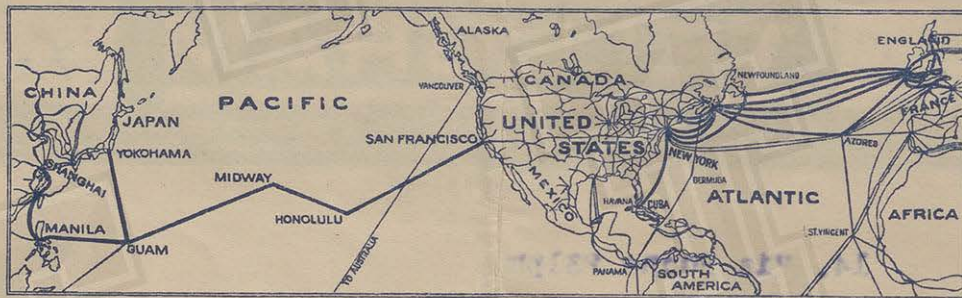 ALASKA
ENGLAND
CANADA
NEWFOUNDLAND
CHINA
VANCOUVER
PACIFIC
FRANCE
JAPAN
UNITED
SAN FRANCISCO
STATES
AZORES
YOKOHAMA
NEW YORK
SHANGHAI
BERMUDA
MIDWAY
MEXICO
ATLANTIC
HAVANA
CUBA
HONOLULU
AFRICA
MANILA
ST. VINCENT
GUAM
TO AUSTRALIA
PANAMA
SOUTH
AMERICA